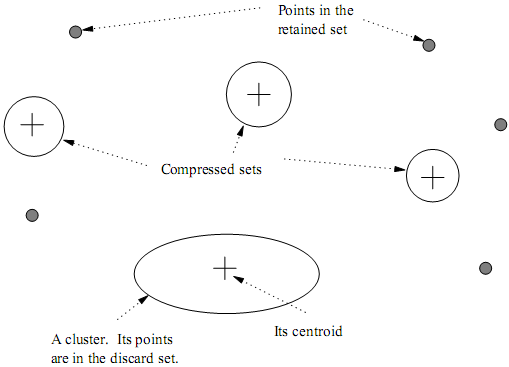 Points in the
retained set
Compressed sets
Its centroid
A cluster. Its points
are in the discard set.